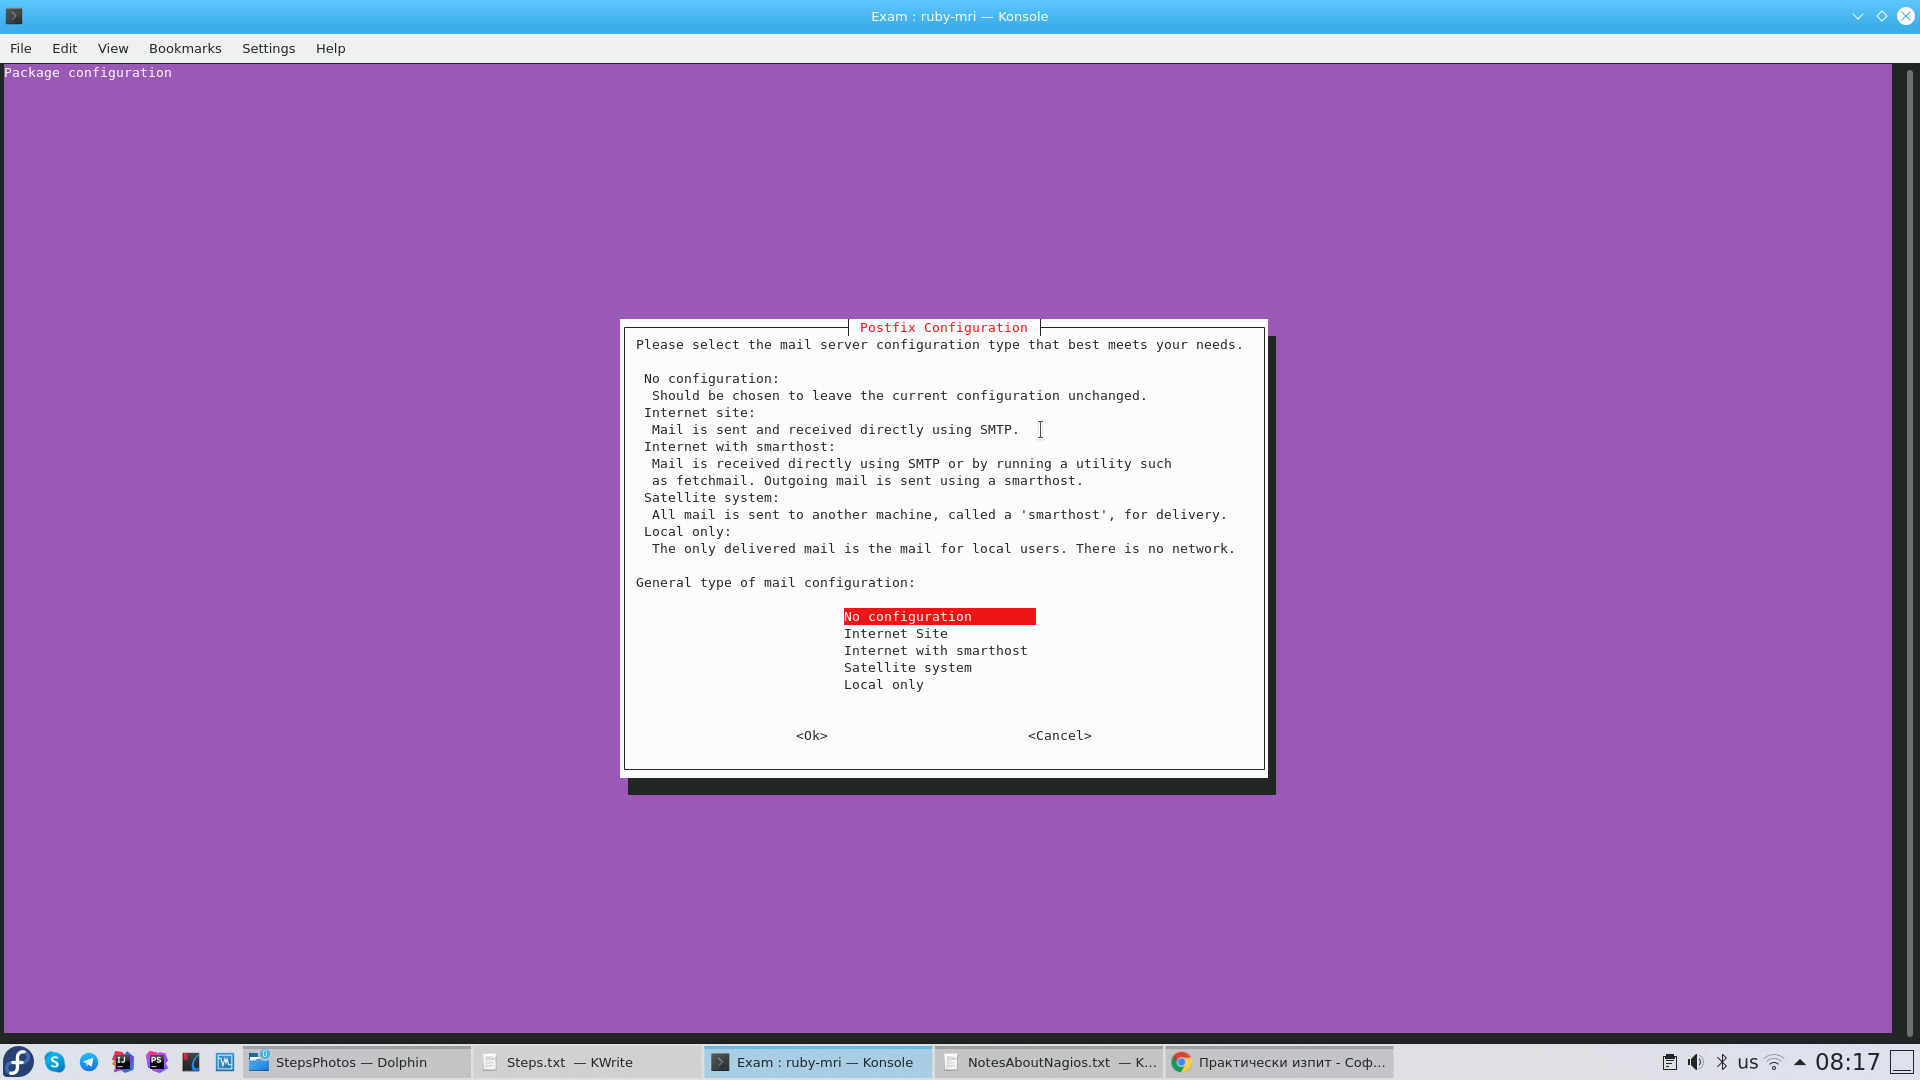 Exam : ruby-mri — Konsole
File Edit View Bookmarks Settings Help
Package configuration
Postfix Configuration
Please select the mail server configuration type that best meets your needs.
No configuration:
Should be chosen to leave the current configuration unchanged.
Internet site:
Mail is sent and received directly using SMTP.
Internet with smarthost:
Mail is received directly using SMTP or by running a utility such
as fetchmail. Outgoing mail is sent using a smarthost.
Satellite system:
All mail is sent to another machine, called a 'smarthost', for delivery.
Local only:
The only delivered mail is the mail for local users. There is no network.
General type of mail configuration:
No configuration
Internet Site
Internet with smarthost
Satellite system
Local only
<Ok> <Cancel>
StepsPhotos — Dolphin Steps.txt — KWrite Exam : ruby-mri — Konsole NotesAboutNagios.txt — K... Практически изпит - Соф... us 08:17